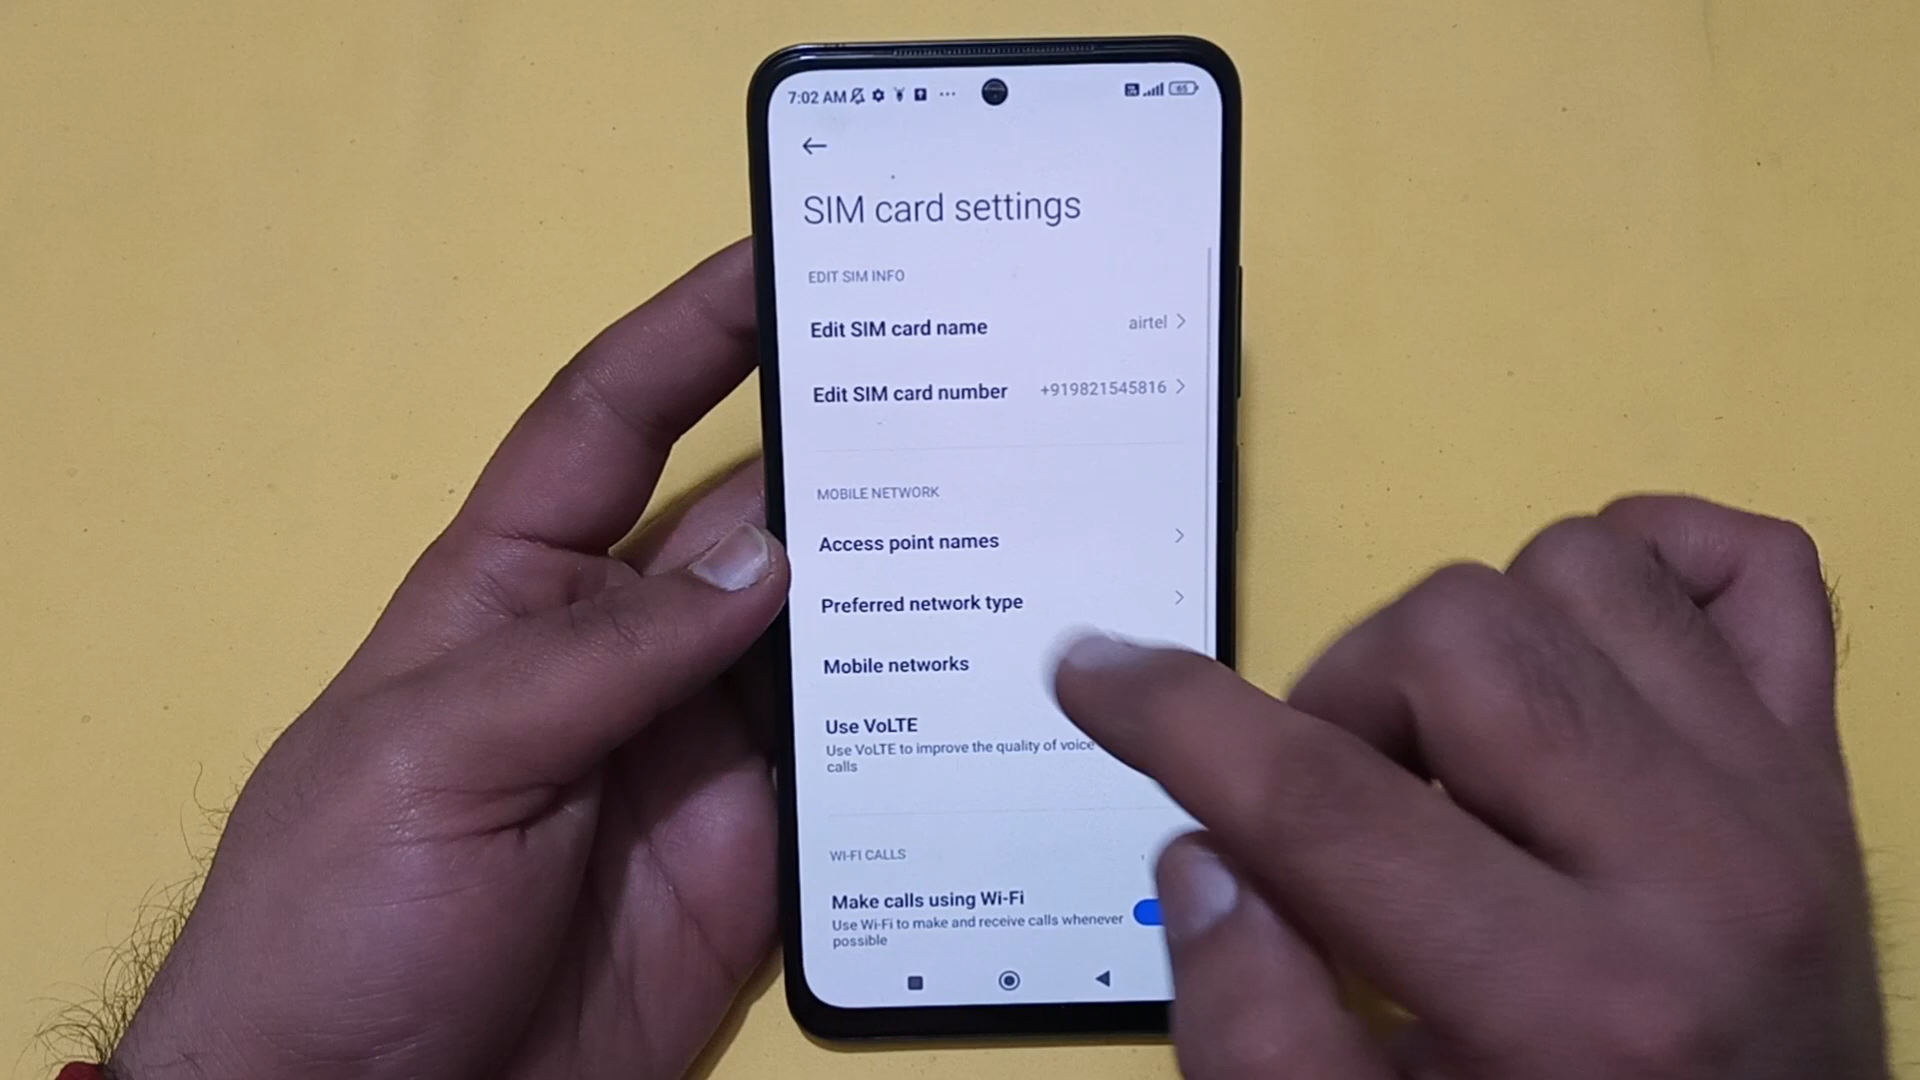 7:02 AM
65
SIM card settings
EDIT SIM INFO
Edit SIM card name
airtel
Edit SIM card number
+919821545816
MOBILE NETWORK
Access point names
Preferred network type
Mobile networks
Use VoLTE
Use VoLTE to improve the quality of voice
calls
WI-FI CALLS
Make calls using Wi-Fi
Use Wi-Fi to make and receive calls whenever
possible